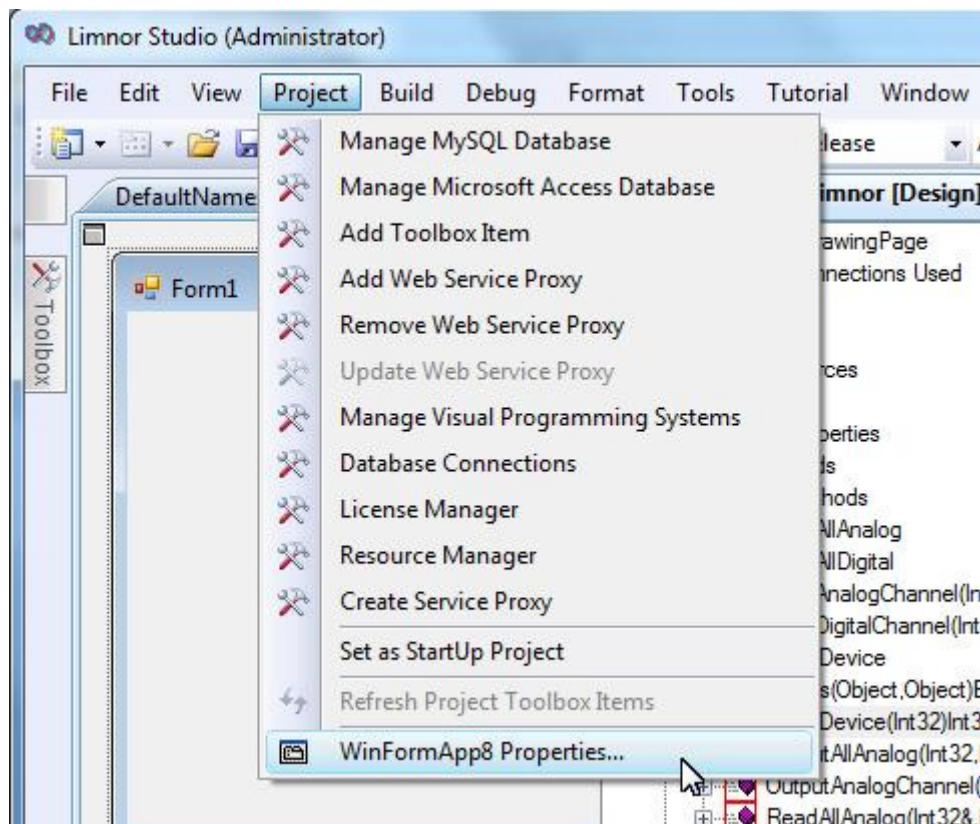 Limnor Studio (Administrator)
File Edit View Project Build Debug Format Tools Tutorial Window
Manage MySQL Database
Manage Microsoft Access Database
Add Toolbox Item
Add Web Service Proxy
Remove Web Service Proxy
Update Web Service Proxy
Manage Visual Programming Systems
Database Connections
License Manager
Resource Manager
Create Service Proxy
Set as StartUp Project
Refresh Project Toolbox Items
WinFormApp8 Properties...
DefaultName
Form1
Toolbox
lease
imnor [Design]
rawingPage
nnections Used
rces
perties
ds
hods
AllAnalog
AllDigital
AnalogChannel(In
DigitalChannel(Int
Device
s(Object,Object)E
Device(Int32)Int3
tAllAnalog(Int32,
OutputAnalogChannel(
ReadAllAnalog(Int32&